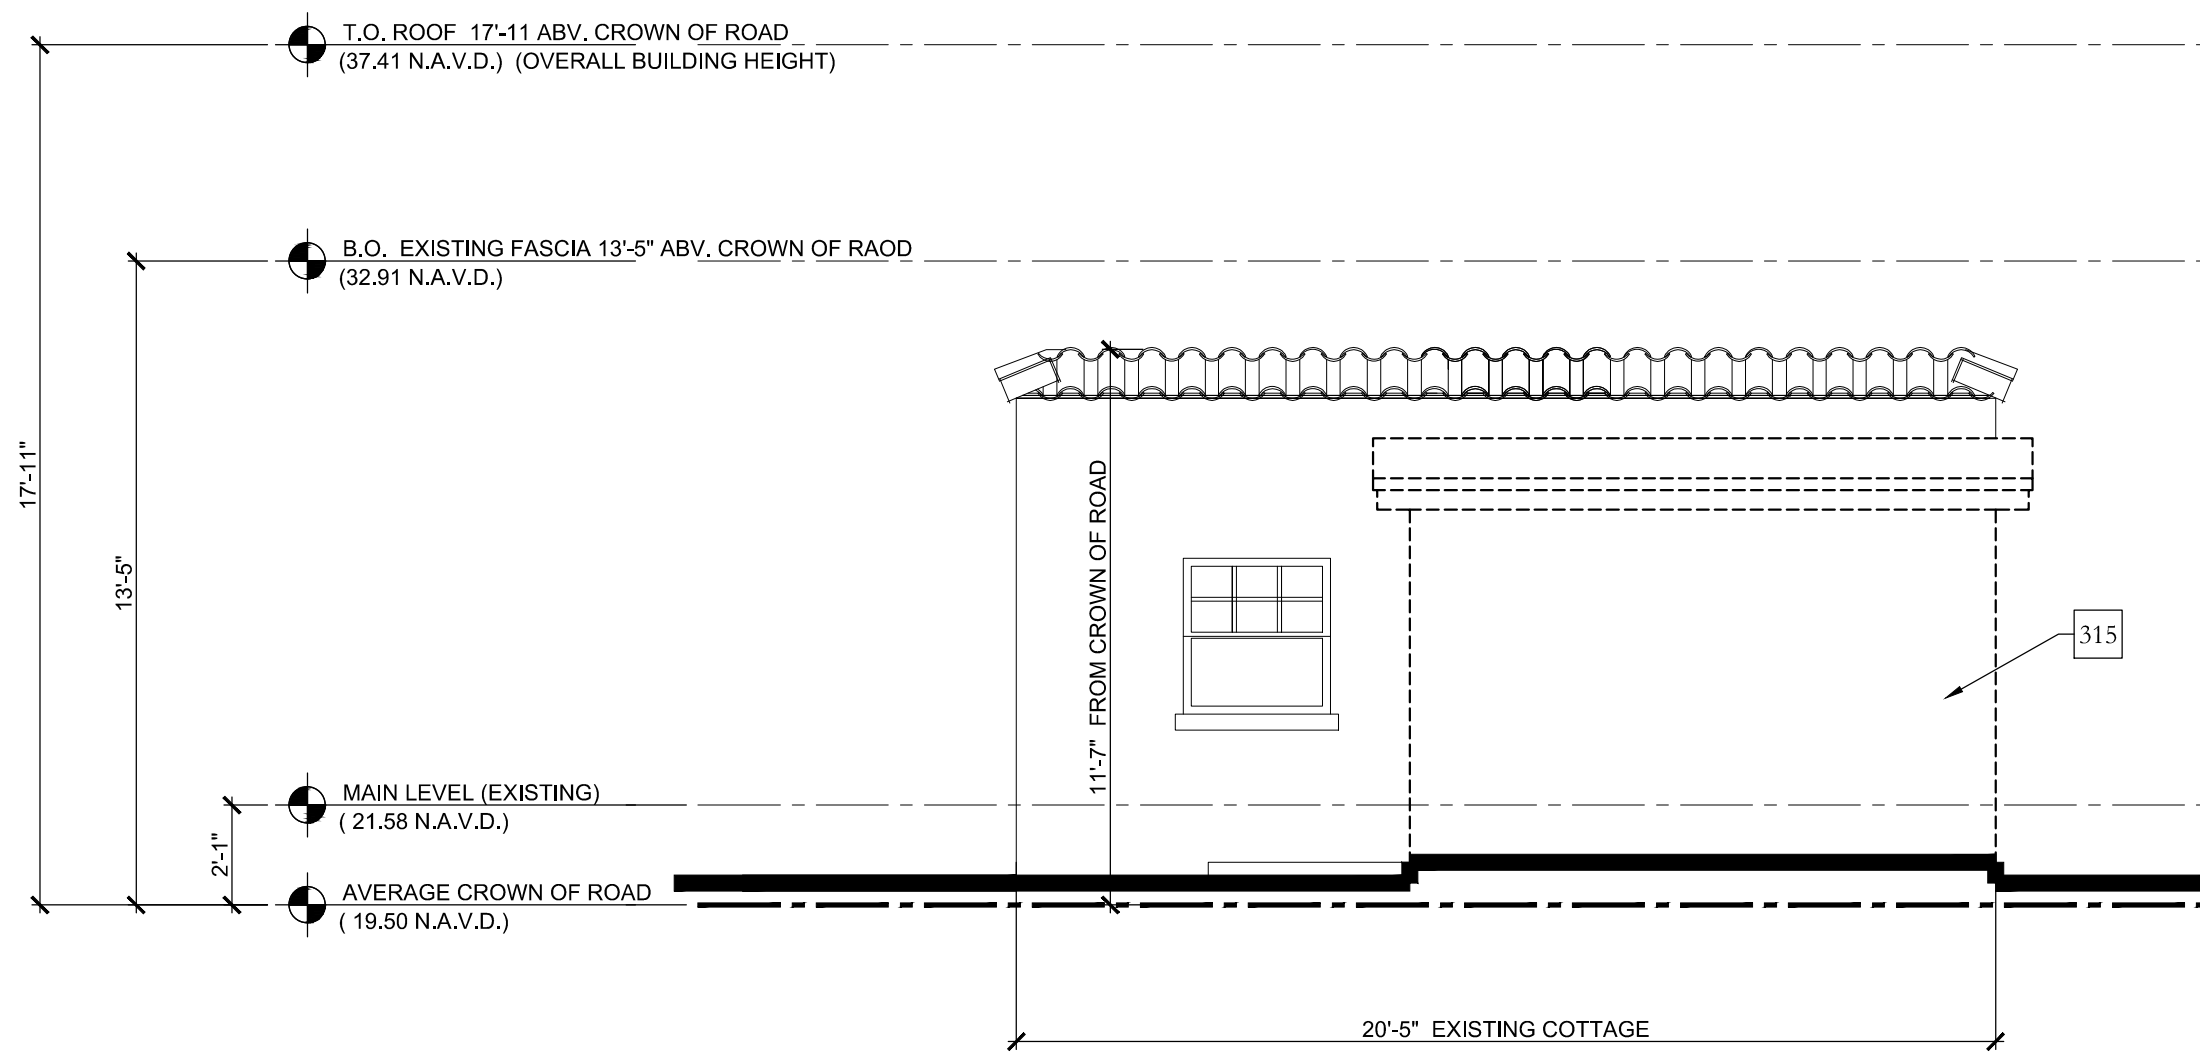 T.O. ROOF 17'-11 ABV. CROWN OF ROAD
(37.41 N.A.V.D.) (OVERALL BUILDING HEIGHT)
B.O. EXISTING FASCIA 13'-5" ABV. CROWN OF RAOD
(32.91 N.A.V.D.)
17'-11"
13'-5"
11'-7" FROM CROWN OF ROAD
315
MAIN LEVEL (EXISTING)
( 21.58 N.A.V.D.)
2'-1"
AVERAGE CROWN OF ROAD
( 19.50 N.A.V.D.)
20'-5" EXISTING COTTAGE